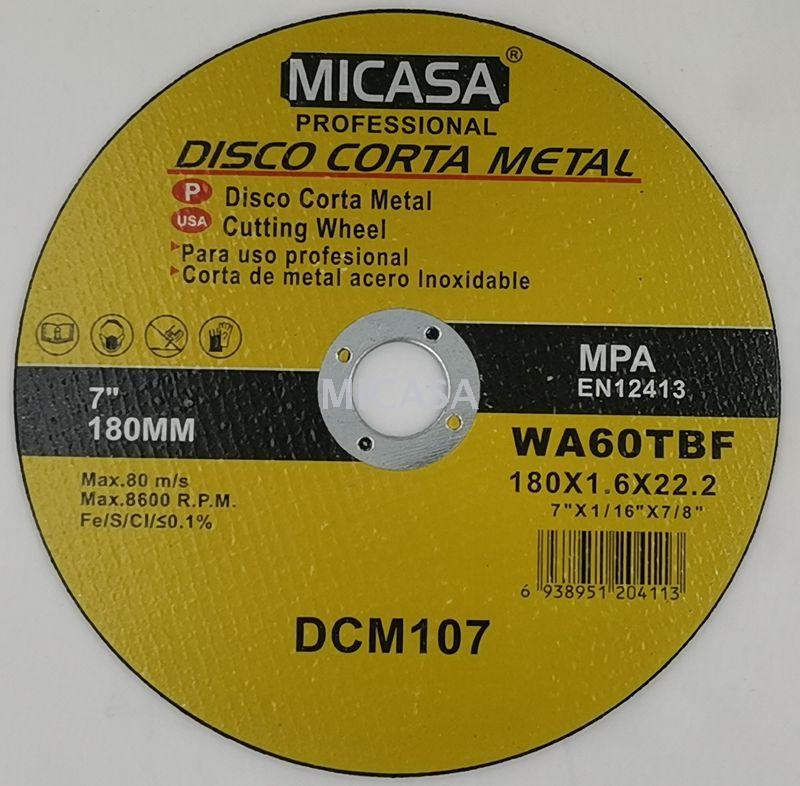 MICASA®
PROFESSIONAL
DISCO CORTA METAL
P Disco Corta Metal
USA Cutting Wheel
Para uso profesional
Corta de metal acero Inoxidable
7"
180MM
MICASA
MPA
EN12413
WA60TBF
180X1.6X22.2
7"X1/16"X7/8"
Max.80 m/s
Max.8600 R.P.M.
Fe/S/Cl/≤0.1%
6 938951 204113
DCM107